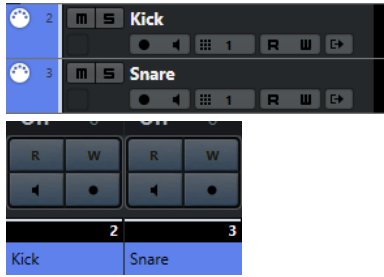 2 m S Kick
1 R W
3 m S Snare
1 R W
R W R W
2 3
Kick Snare